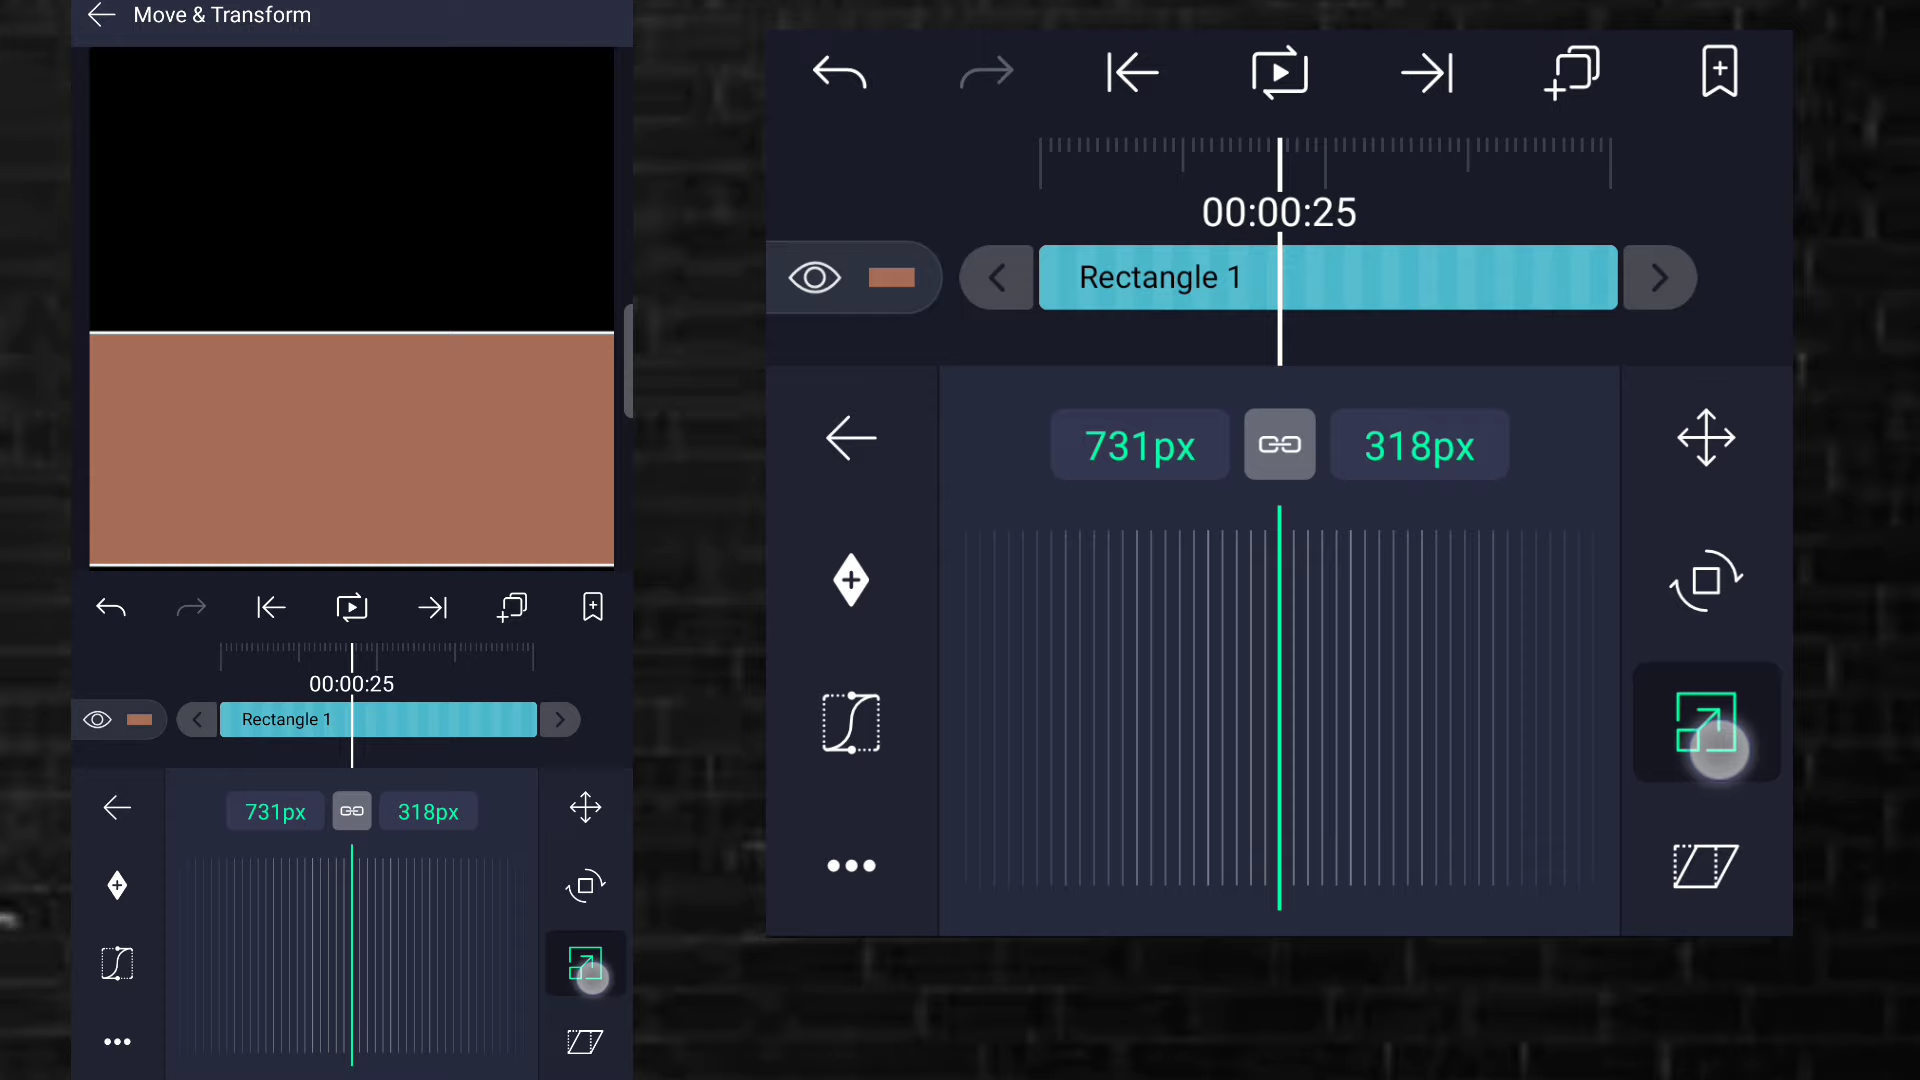 Move & Transform
00:00:25
Rectangle 1
731px
318px
00:00:25
Rectangle 1
731px
318px